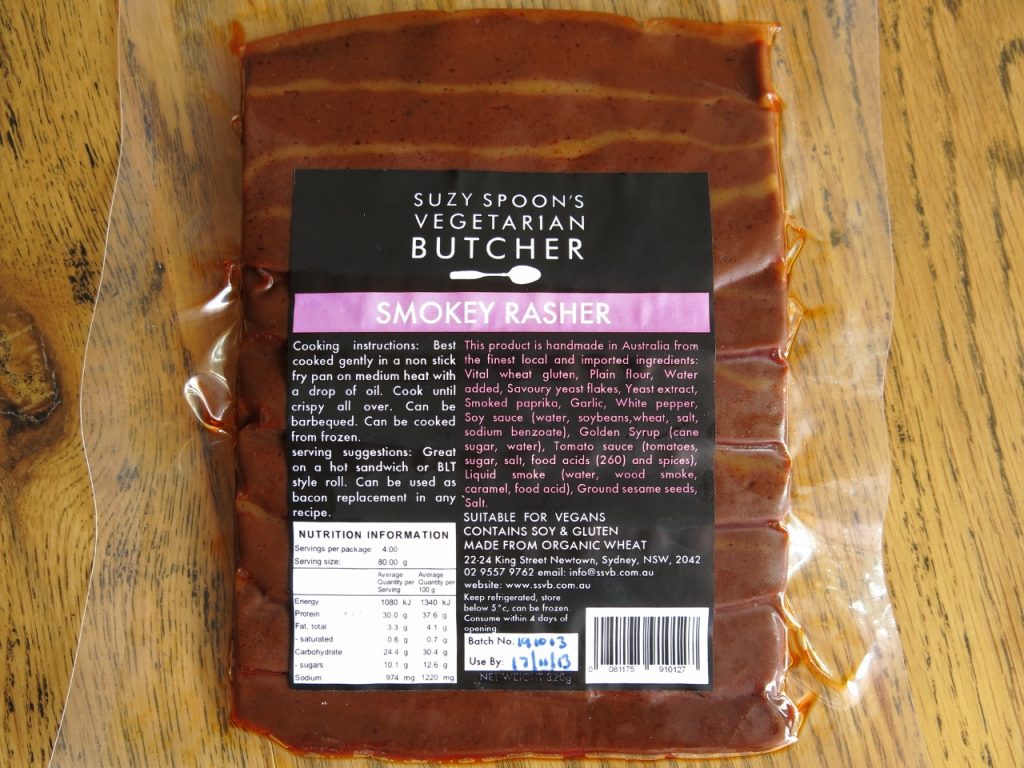 SUZY SPOON'S
VEGETARIAN
BUTCHER
SMOKEY RASHER
Cooking instructions: Best
cooked gently in a non stick
fry pan on medium heat with
a drop of oil. Cook until
crispy all over. Can be
barbequed. Can be cooked
from frozen.
serving suggestions: Great
on a hot sandwich or BLT
style roll. Can be used as
bacon replacement in any
recipe.
NUTRITION INFORMATION
Servings per package: 4.00
Serving size: 80.00 g
Average Quantity per Serving Average Quantity per 100 g
Energy 1080 kJ 1340 kJ
Protein 30.0 g 37.6 g
Fat, total 3.3 g 4.1 g
- saturated 0.6 g 0.7 g
Carbohydrate 24.4 g 30.4 g
- sugars 10.1 g 12.6 g
Sodium 974 mg 1220 mg
This product is handmade in Australia from
the finest local and imported ingredients:
Vital wheat gluten, Plain flour, Water
added, Savoury yeast flakes, Yeast extract,
Smoked paprika, Garlic, White pepper,
Soy sauce (water, soybeans,wheat, salt,
sodium benzoate), Golden Syrup (cane
sugar, water), Tomato sauce (tomatoes,
sugar, salt, food acids (260) and spices),
Liquid smoke (water, wood smoke,
caramel, food acid), Ground sesame seeds,
Salt.
SUITABLE FOR VEGANS
CONTAINS SOY & GLUTEN
MADE FROM ORGANIC WHEAT
22-24 King Street Newtown, Sydney, NSW, 2042
02 9557 9762 email: info@ssvb.com.au
website: www.ssvb.com.au
Keep refrigerated, store
below 5°c, can be frozen.
Consume within 4 days of
opening.
Batch No. 191013
Use By: 17/11/13
NET WEIGHT 320g
0 081175 910127